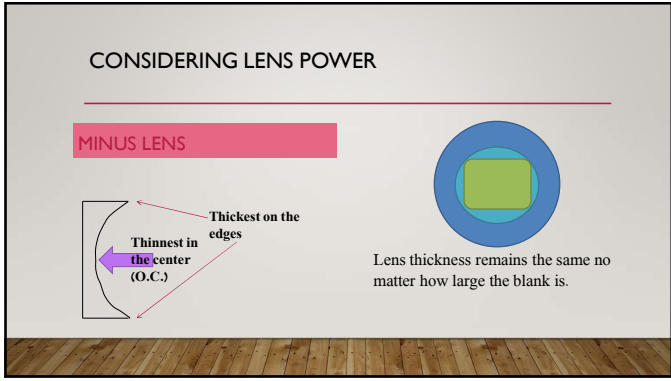 CONSIDERING LENS POWER
MINUS LENS
Thickest on the
edges
Thinnest in
the center
(O.C.)
Lens thickness remains the same no
matter how large the blank is.